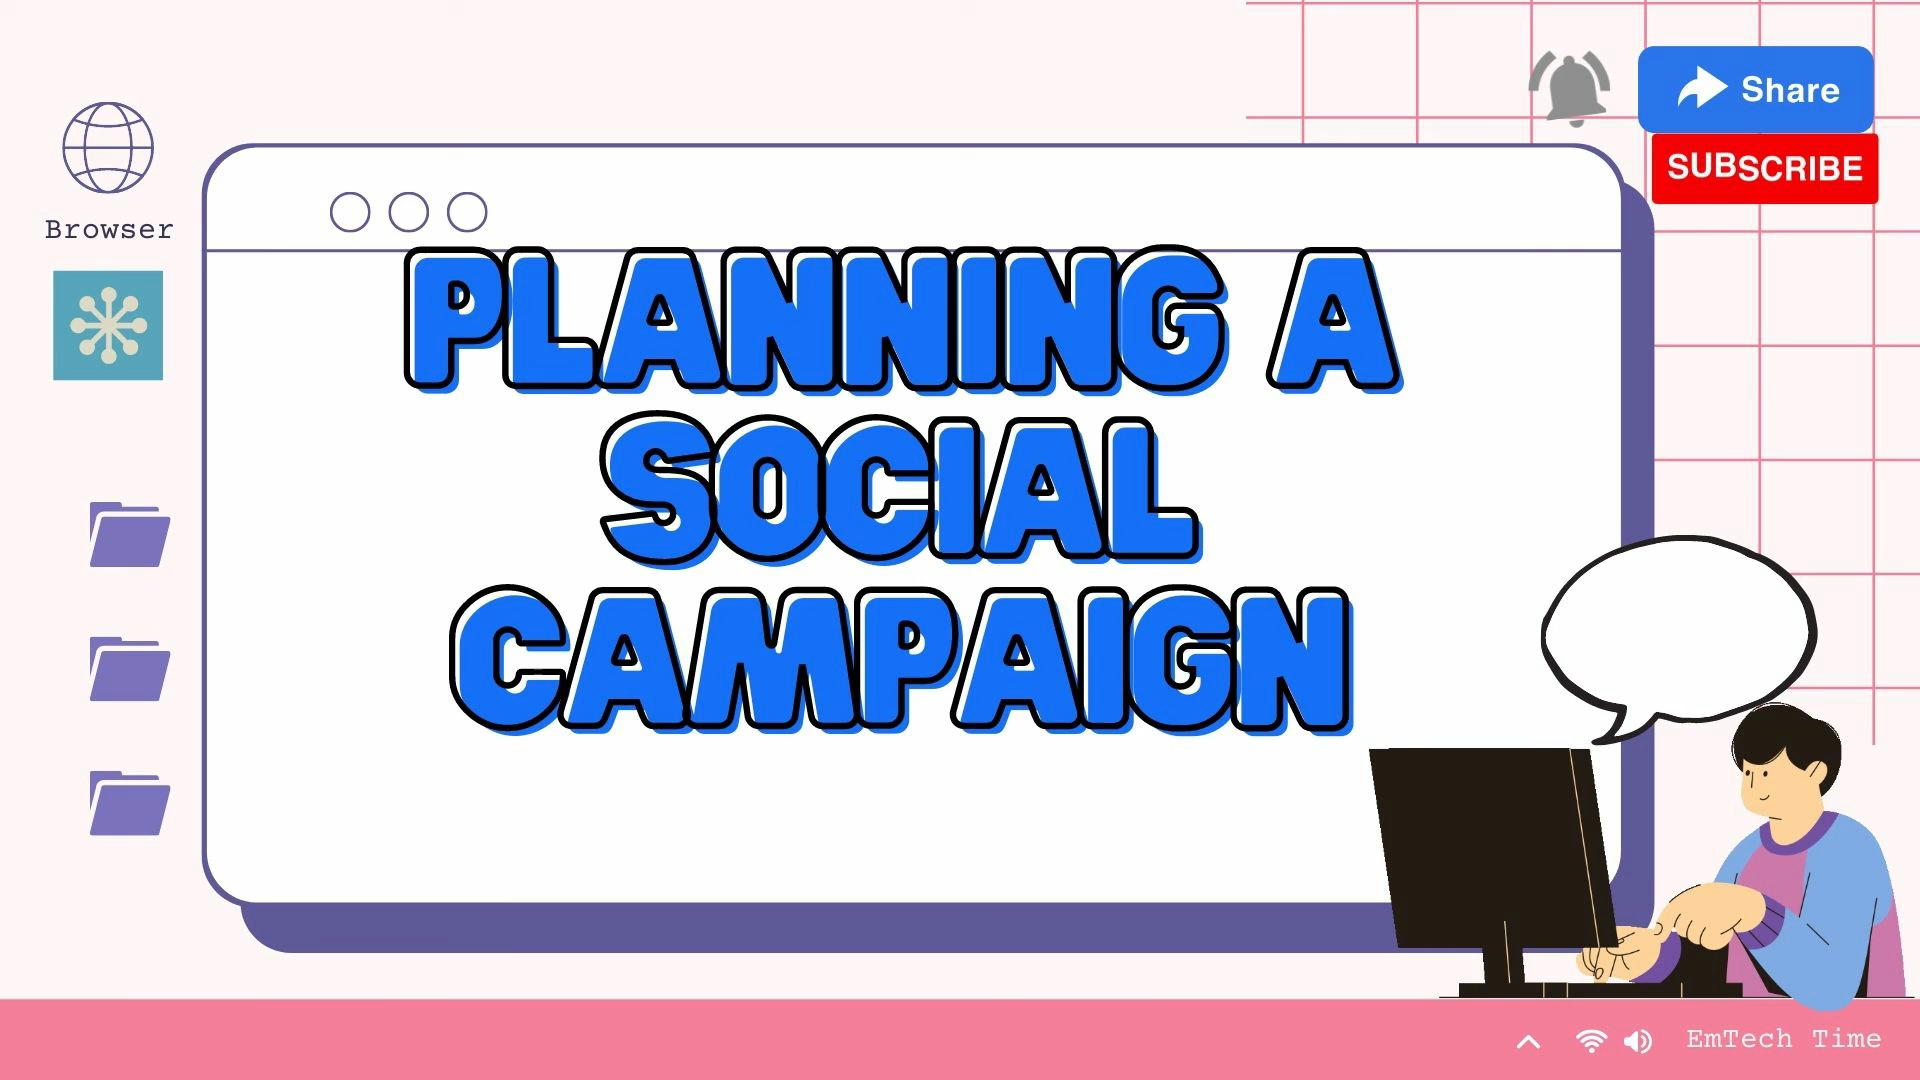 Share
SUBSCRIBE
Browser
PLANNING A
SOCIAL
CAMPAIGN
EmTech Time